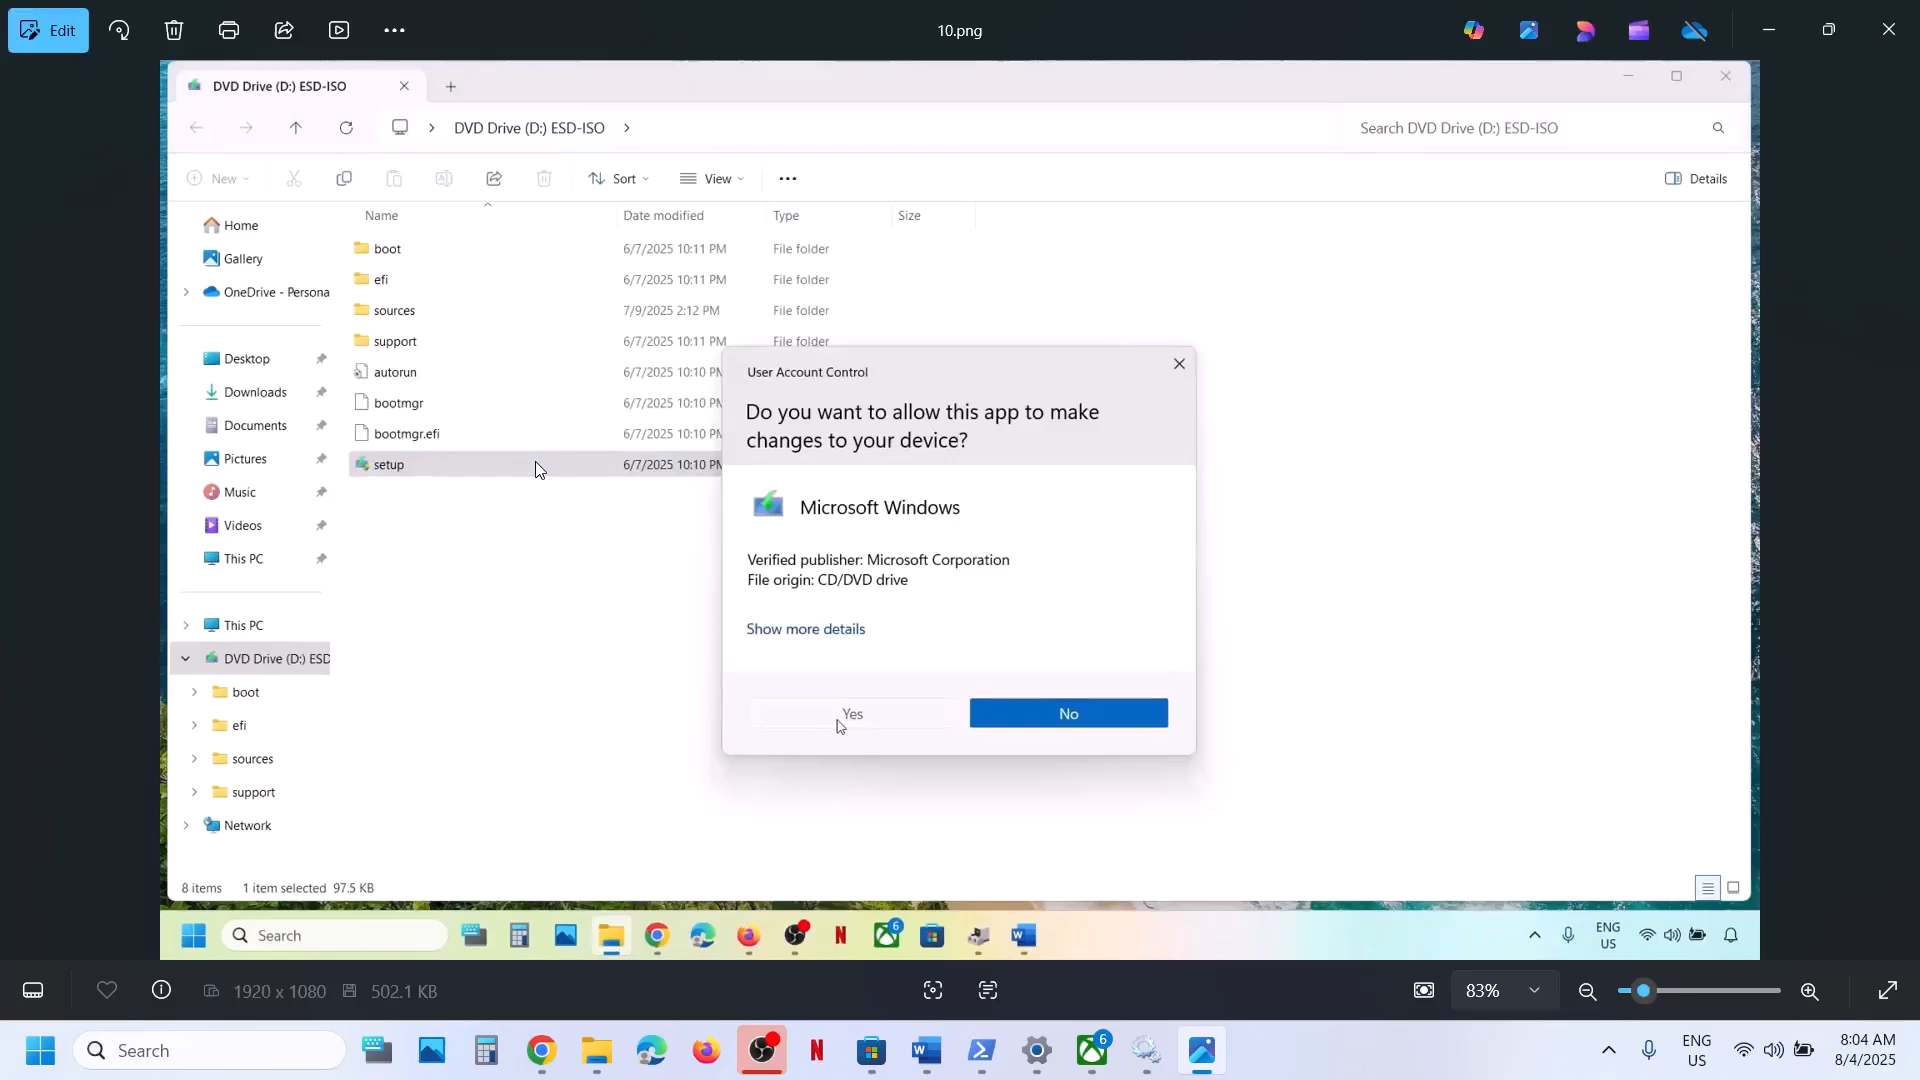 Edit
10.png
DVD Drive (D:) ESD-ISO
DVD Drive (D:) ESD-ISO
Search DVD Drive (D:) ESD-ISO
New
Sort
View
Details
Name
Date modified
Type
Size
Home
Gallery
OneDrive - Persona
Desktop
Downloads
Documents
Pictures
Music
Videos
This PC
This PC
DVD Drive (D:) ESD
boot
efi
sources
support
Network
boot 6/7/2025 10:11 PM File folder
efi 6/7/2025 10:11 PM File folder
sources 7/9/2025 2:12 PM File folder
support 6/7/2025 10:11 PM File folder
autorun 6/7/2025 10:10 PM
bootmgr 6/7/2025 10:10 PM
bootmgr.efi 6/7/2025 10:10 PM
setup 6/7/2025 10:10 PM
User Account Control
Do you want to allow this app to make
changes to your device?
Microsoft Windows
Verified publisher: Microsoft Corporation
File origin: CD/DVD drive
Show more details
Yes
No
8 items 1 item selected 97.5 KB
Search
6
ENG
US
1920 x 1080
502.1 KB
83%
Search
6
ENG
US
8:04 AM
8/4/2025